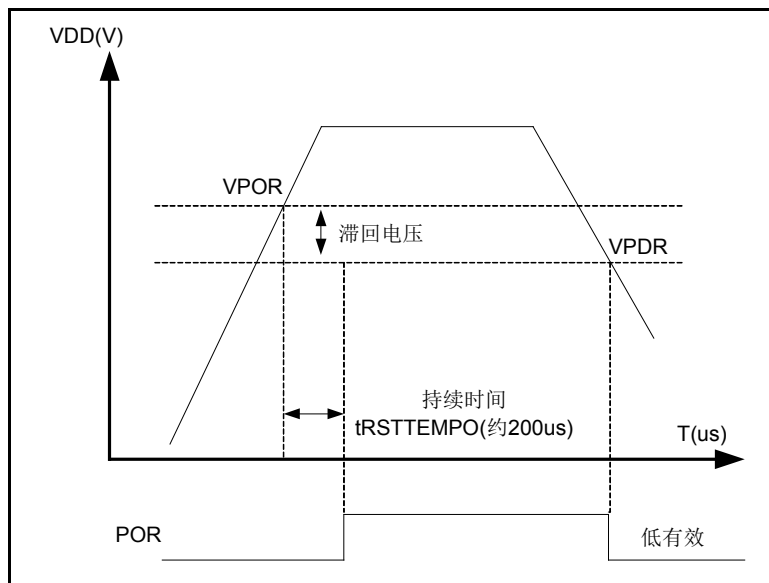 VDD(V)
VPOR
滞回电压
VPDR
持续时间
tRSTTEMPO(约200us)
T(us)
POR
低有效